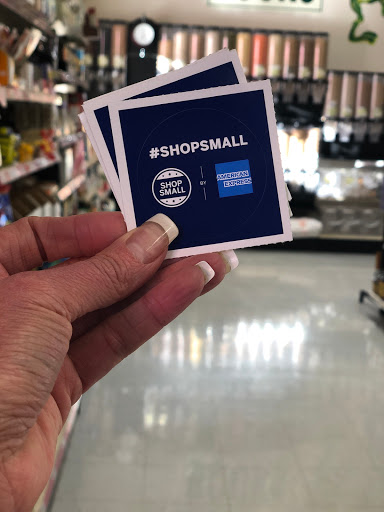 #SHOPSMALL
SHOP
SMALL
BY
AMERICAN
EXPRESS